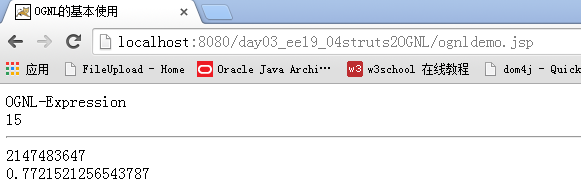 OGNL的基本使用
localhost:8080/day03_ee19_04struts2OGNL/ognldemo.jsp
应用 FileUpload - Home Oracle Java Archi… w3 w3school 在线教程 dom4j - Quick
OGNL-Expression
15
2147483647
0.7721521256543787